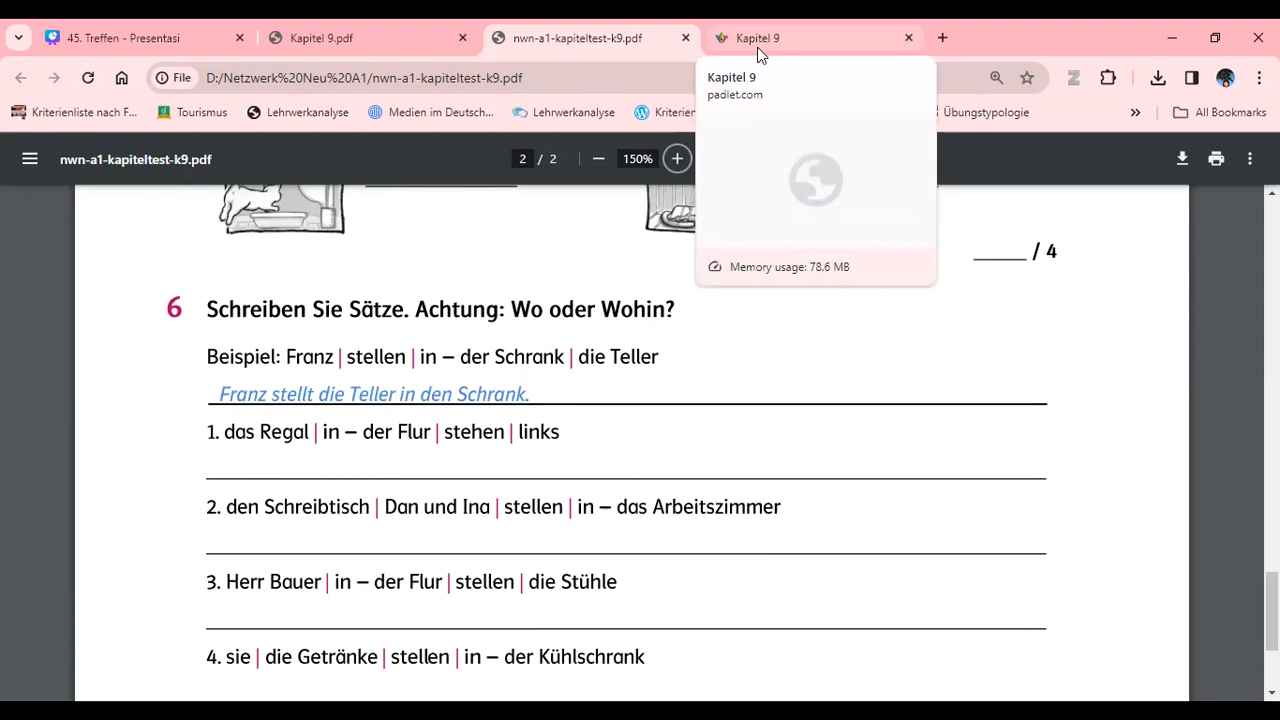 45. Treffen - Presentasi
Kapitel 9.pdf
nwn-a1-kapiteltest-k9.pdf
Kapitel 9
File
D:/Netzwerk%20Neu%20A1/nwn-a1-kapiteltest-k9.pdf
Kriterienliste nach F...
Tourismus
Lehrwerkanalyse
Medien im Deutsch...
Lehrwerkanalyse
Kriterien
Übungstypologie
»
All Bookmarks
Kapitel 9
padlet.com
Memory usage: 78.6 MB
nwn-a1-kapiteltest-k9.pdf
2 / 2
150%
/ 4
6 Schreiben Sie Sätze. Achtung: Wo oder Wohin?
Beispiel: Franz | stellen | in – der Schrank | die Teller
Franz stellt die Teller in den Schrank.
1. das Regal | in – der Flur | stehen | links
2. den Schreibtisch | Dan und Ina | stellen | in – das Arbeitszimmer
3. Herr Bauer | in – der Flur | stellen | die Stühle
4. sie | die Getränke | stellen | in – der Kühlschrank